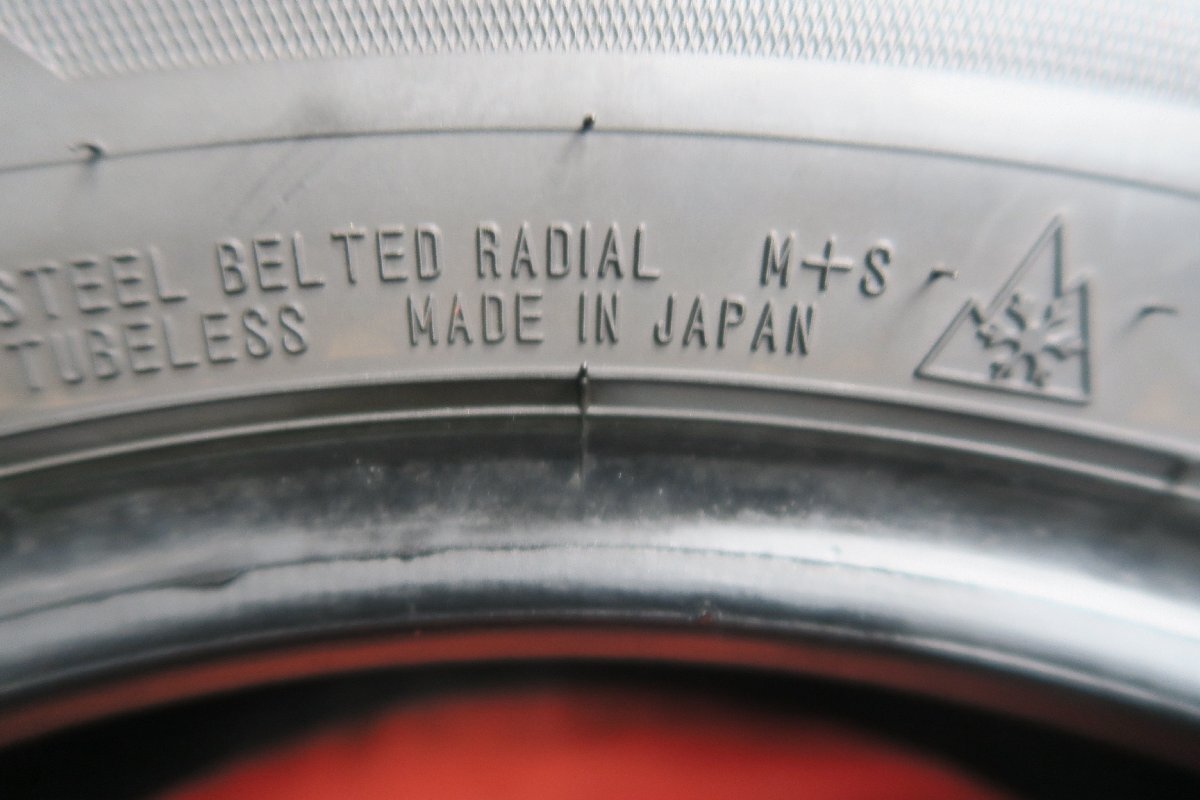 STEEL BELTED RADIAL M+S
TUBELESS MADE IN JAPAN